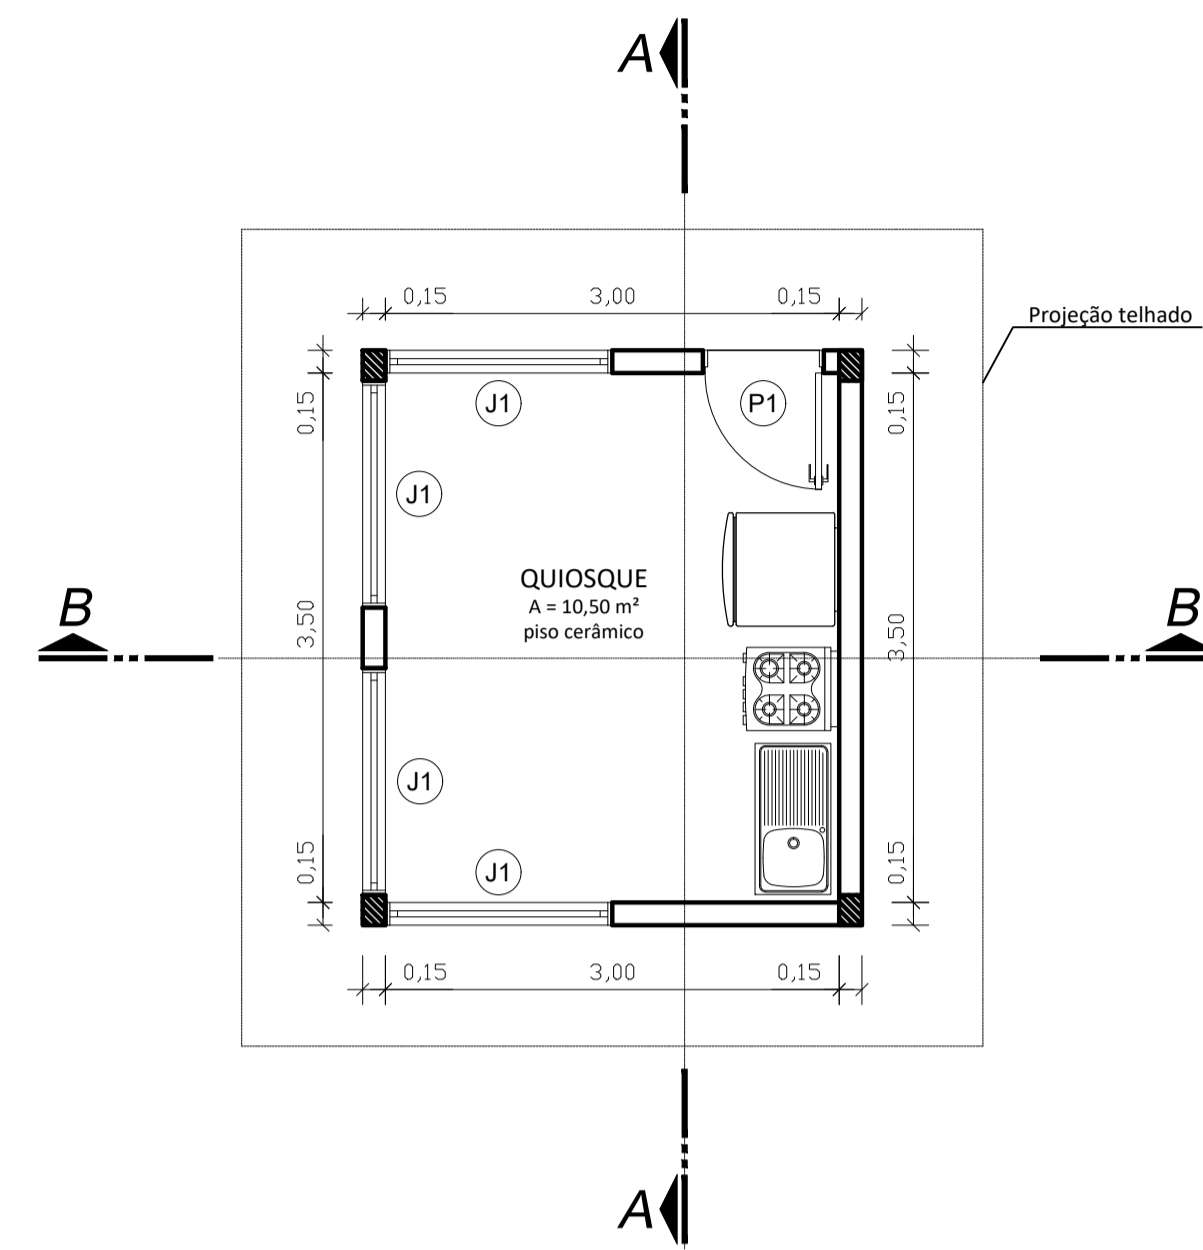 A
0,15 3,00 0,15
Projeção telhado
J1
P1
0,15
0,15
J1
QUIOSQUE
A = 10,50 m²
piso cerâmico
B
B
3,50
3,50
J1
0,15
J1
0,15
0,15 3,00 0,15
A